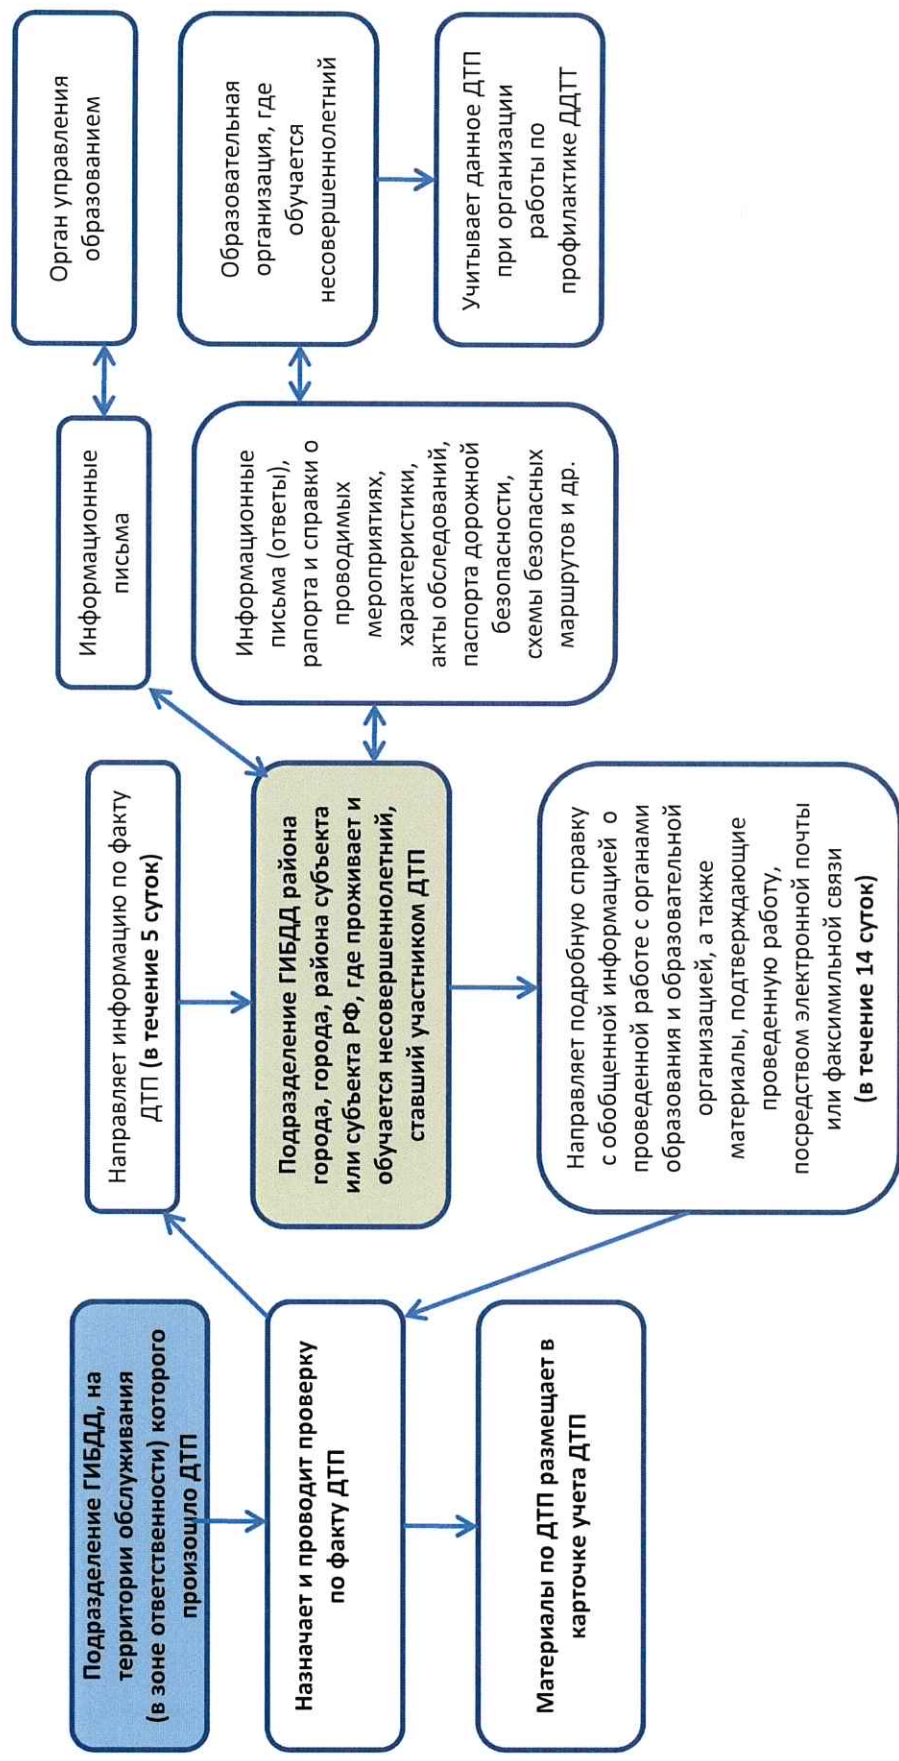 Подразделение ГИБДД, на
территории обслуживания
(в зоне ответственности) которого
произошло ДТП
Назначает и проводит проверку
по факту ДТП
Материалы по ДТП размещает в
карточке учета ДТП
Направляет информацию по факту
ДТП (в течение 5 суток)
Подразделение ГИБДД района
города, города, района субъекта
или субъекта РФ, где проживает и
обучается несовершеннолетний,
ставший участником ДТП
Направляет подробную справку
с обобщенной информацией о
проведенной работе с органами
образования и образовательной
организацией, а также
материалы, подтверждающие
проведенную работу,
посредством электронной почты
или факсимильной связи
(в течение 14 суток)
Информационные
письма
Информационные
письма (ответы),
рапорта и справки о
проводимых
мероприятиях,
характеристики,
акты обследований,
паспорта дорожной
безопасности,
схемы безопасных
маршрутов и др.
Орган управления
образованием
Образовательная
организация, где
обучается
несовершеннолетний
Учитывает данное ДТП
при организации
работы по
профилактике ДДТТ